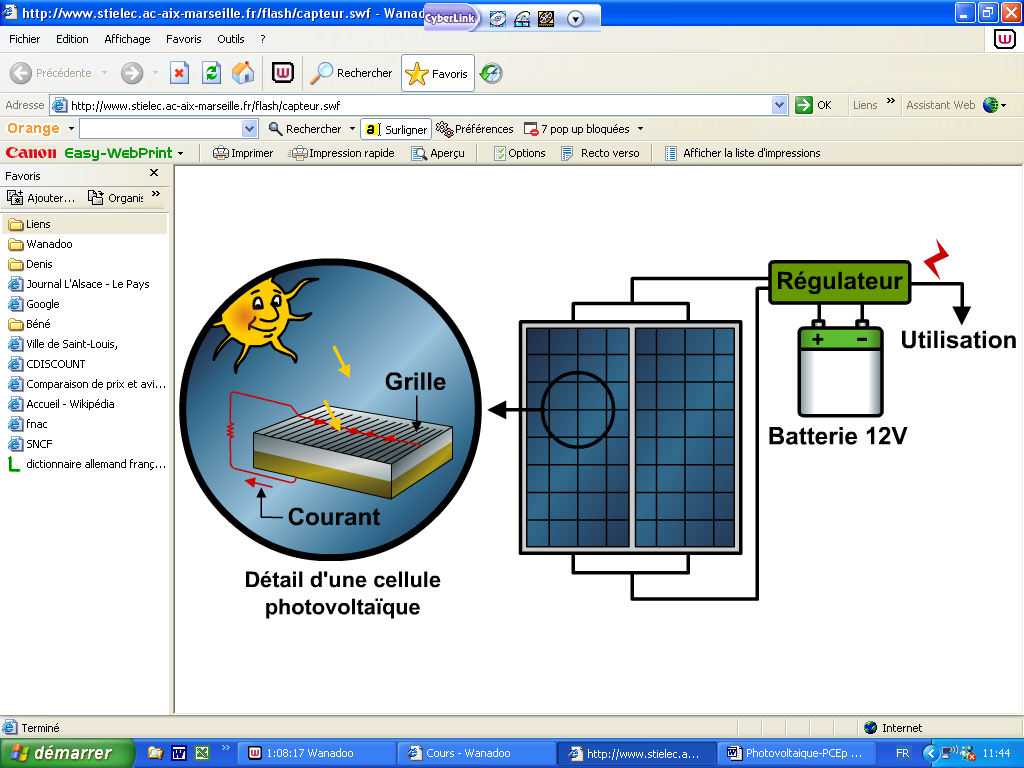 http://www.stielec.ac-aix-marseille.fr/flash/capteur.swf - Wanad
CyberLink
Fichier Edition Affichage Favoris Outils ?
Précédente Rechercher Favoris
Adresse http://www.stielec.ac-aix-marseille.fr/flash/capteur.swf OK Liens » Assistant Web
Orange Rechercher Surligner Préférences 7 pop up bloquées
Canon Easy-WebPrint Imprimer Impression rapide Aperçu Options Recto verso Afficher la liste d'impressions
Favoris
Ajouter... Organis »
Liens
Wanadoo
Denis
Journal L'Alsace - Le Pays
Google
Béné
Ville de Saint-Louis,
CDISCOUNT
Comparaison de prix et avi...
Accueil - Wikipédia
fnac
SNCF
dictionnaire allemand franç...
Régulateur
Utilisation
+ -
Batterie 12V
Grille
Courant
Détail d'une cellule
photovoltaïque
Terminé Internet
démarrer » 1:08:17 Wanadoo Cours - Wanadoo http://www.stielec.a... Photovoltaique-PCEp ... FR 11:44